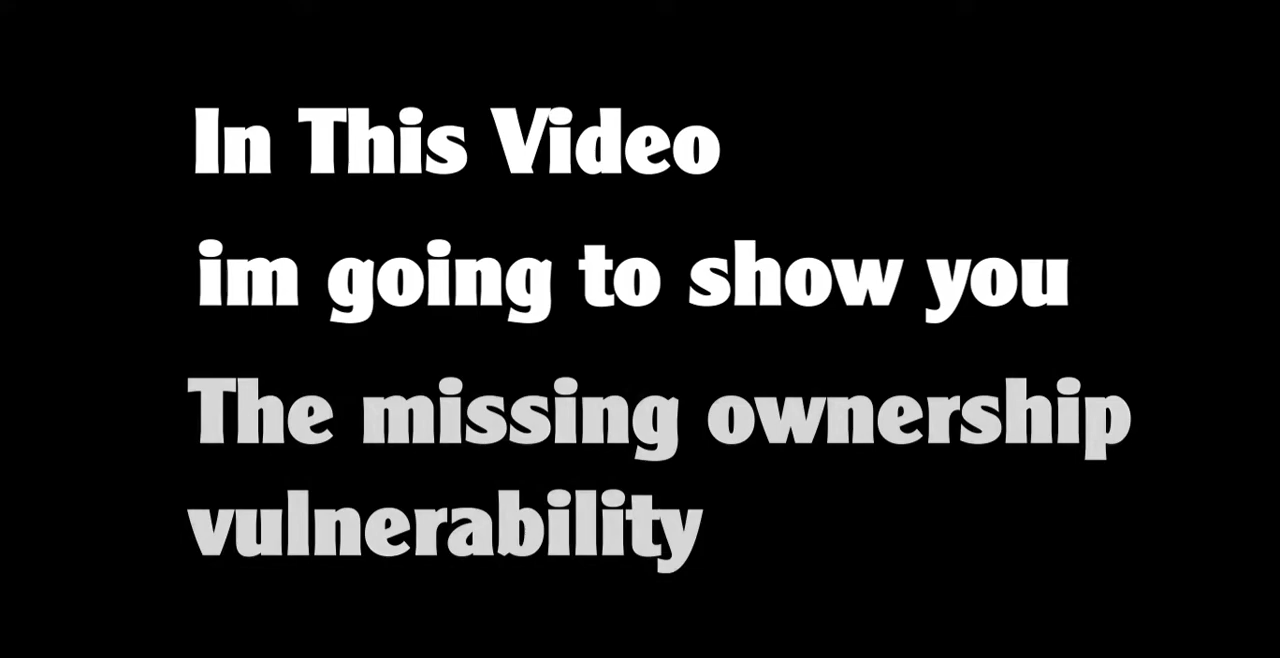 In This Video
im going to show you
The missing ownership
vulnerability